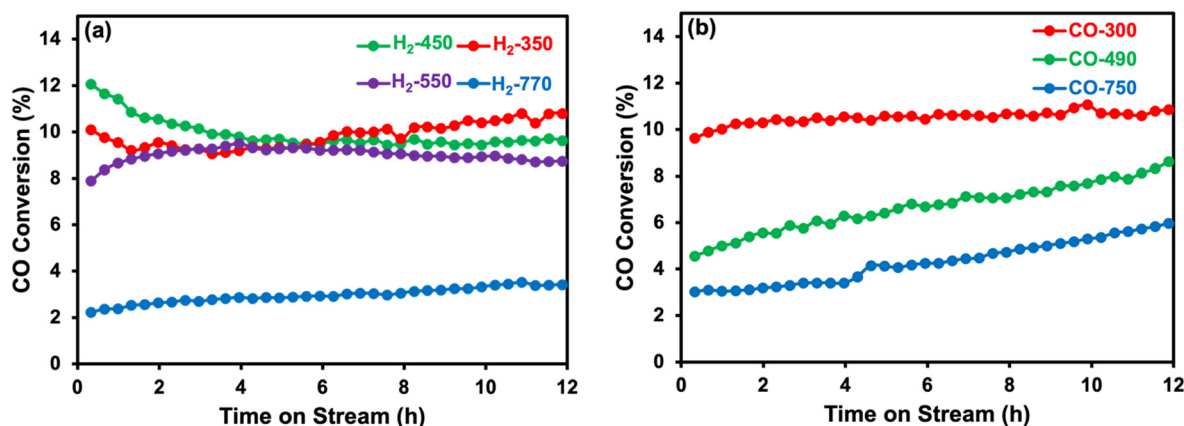 (a)
H₂-450 H₂-350
H₂-550 H₂-770
CO Conversion (%)
14
12
10
8
6
4
2
0
0 2 4 6 8 10 12
Time on Stream (h)
(b)
CO-300
CO-490
CO-750
CO Conversion (%)
14
12
10
8
6
4
2
0
0 2 4 6 8 10 12
Time on Stream (h)